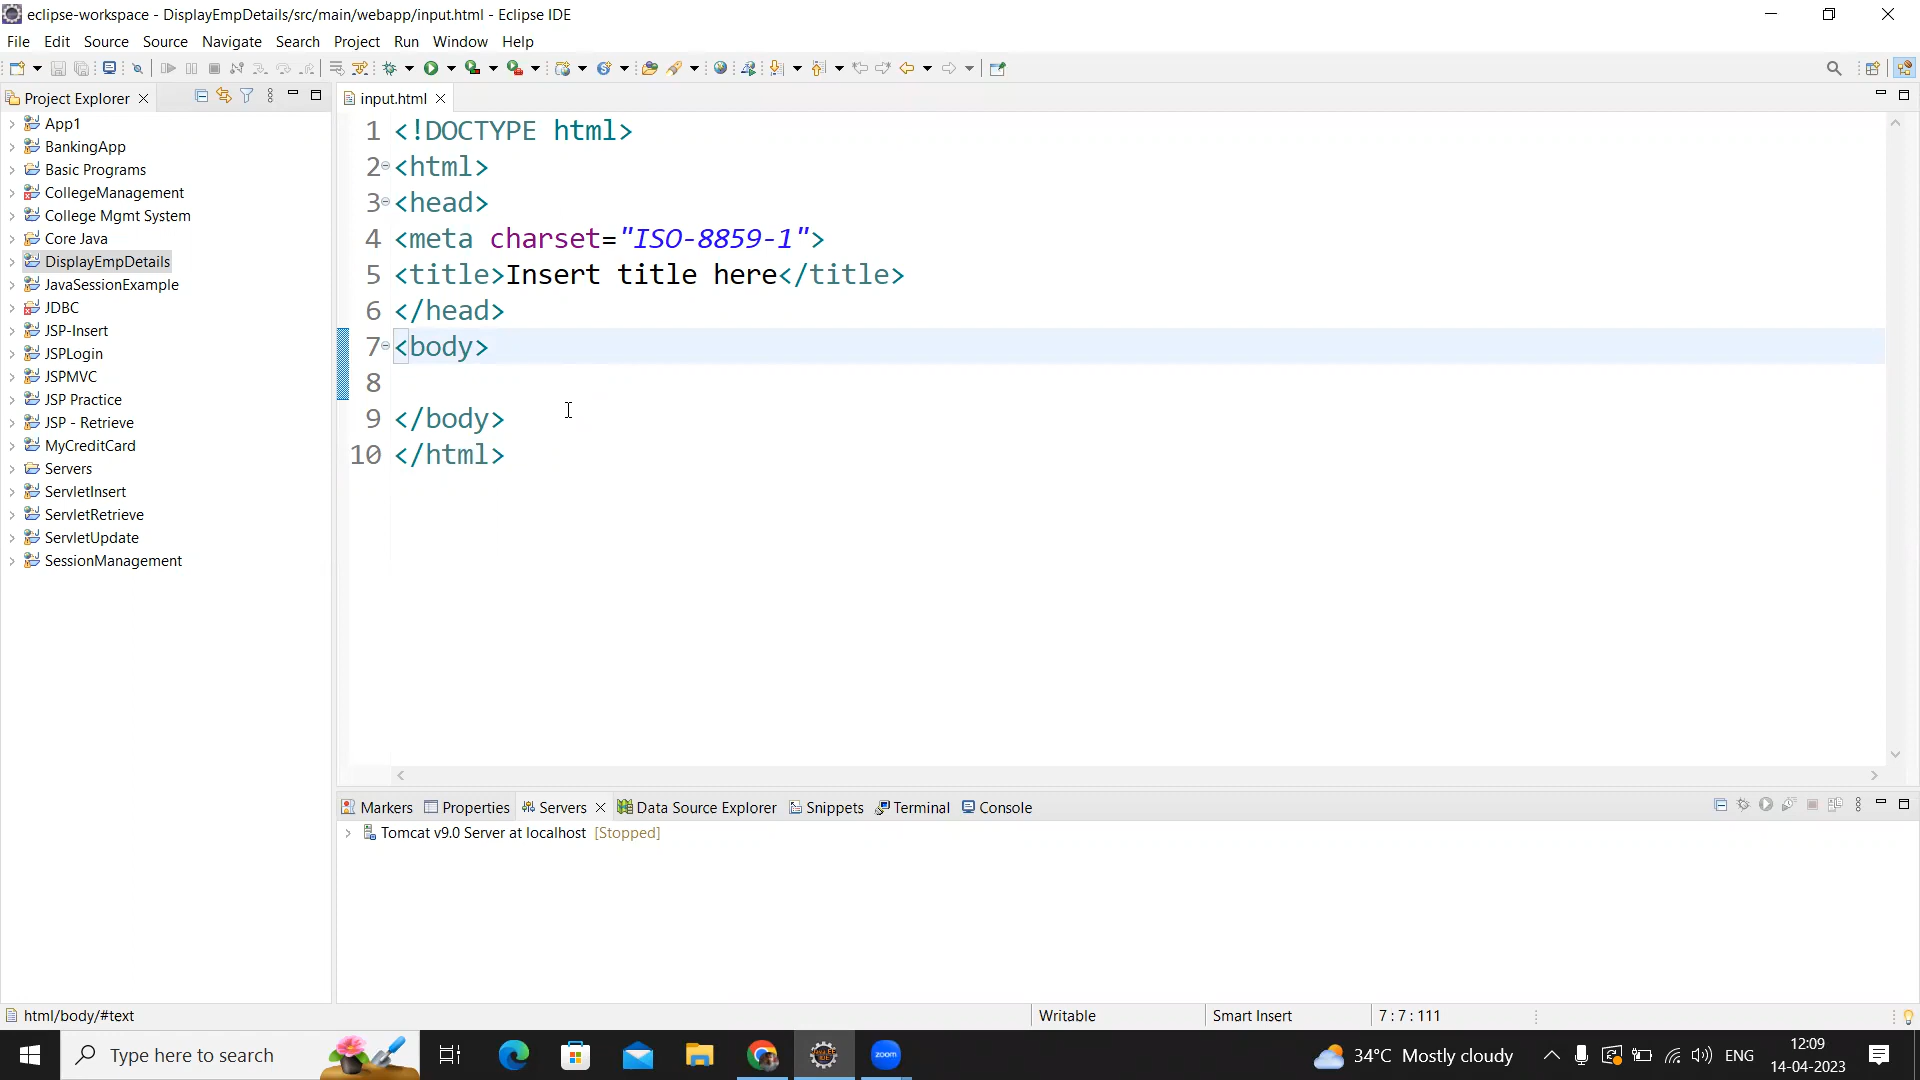 eclipse-workspace - DisplayEmpDetails/src/main/webapp/input.html - Eclipse IDE
File Edit Source Source Navigate Search Project Run Window Help
Project Explorer
App1
BankingApp
Basic Programs
CollegeManagement
College Mgmt System
Core Java
DisplayEmpDetails
JavaSessionExample
JDBC
JSP-Insert
JSPLogin
JSPMVC
JSP Practice
JSP - Retrieve
MyCreditCard
Servers
ServletInsert
ServletRetrieve
ServletUpdate
SessionManagement
input.html
1 <!DOCTYPE html>
2 <html>
3 <head>
4 <meta charset="ISO-8859-1">
5 <title>Insert title here</title>
6 </head>
7 <body>
8
9 </body>
10 </html>
Markers Properties Servers Data Source Explorer Snippets Terminal Console
Tomcat v9.0 Server at localhost [Stopped]
html/body/#text Writable Smart Insert 7 : 7 : 111
Type here to search zoom 34°C Mostly cloudy ENG 12:09
14-04-2023